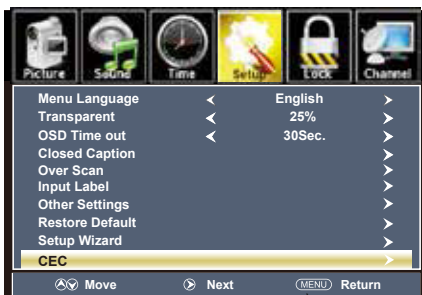 Picture Sound Time Setup Lock Channel
Menu Language English
Transparent 25%
OSD Time out 30Sec.
Closed Caption
Over Scan
Input Label
Other Settings
Restore Default
Setup Wizard
CEC
Move Next MENU Return